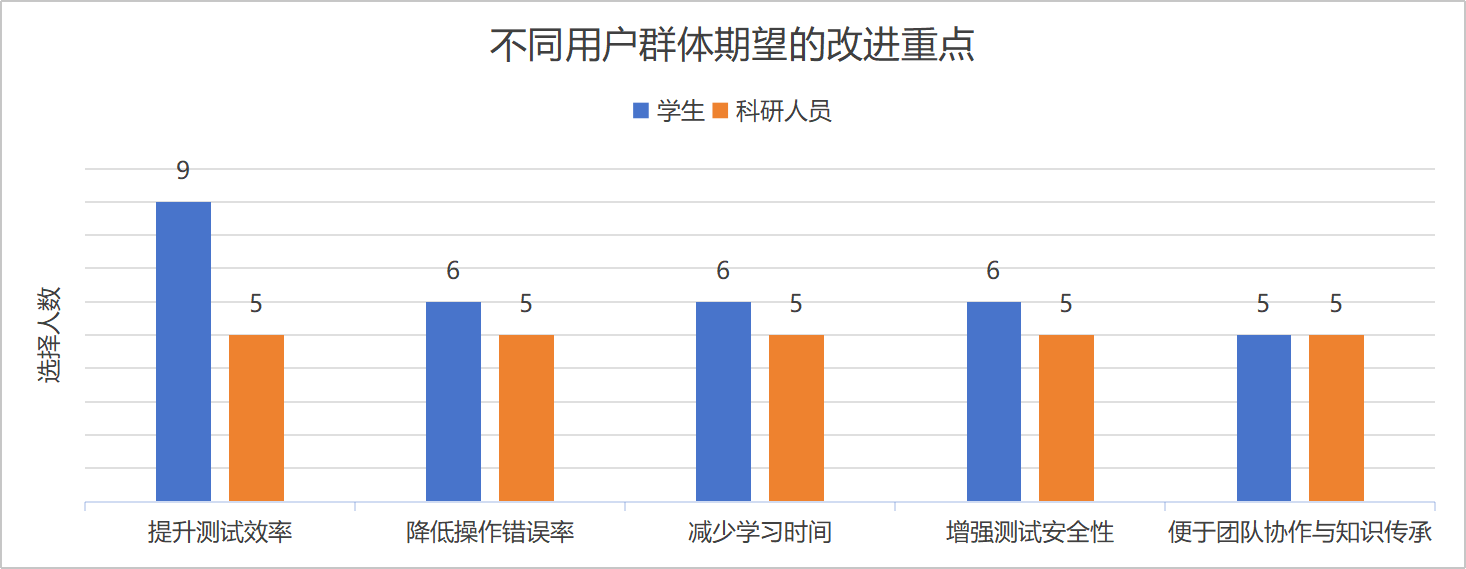 不同用户群体期望的改进重点
学生 科研人员
选择人数
9 5 6 5 6 5 6 5 5 5
提升测试效率 降低操作错误率 减少学习时间 增强测试安全性 便于团队协作与知识传承